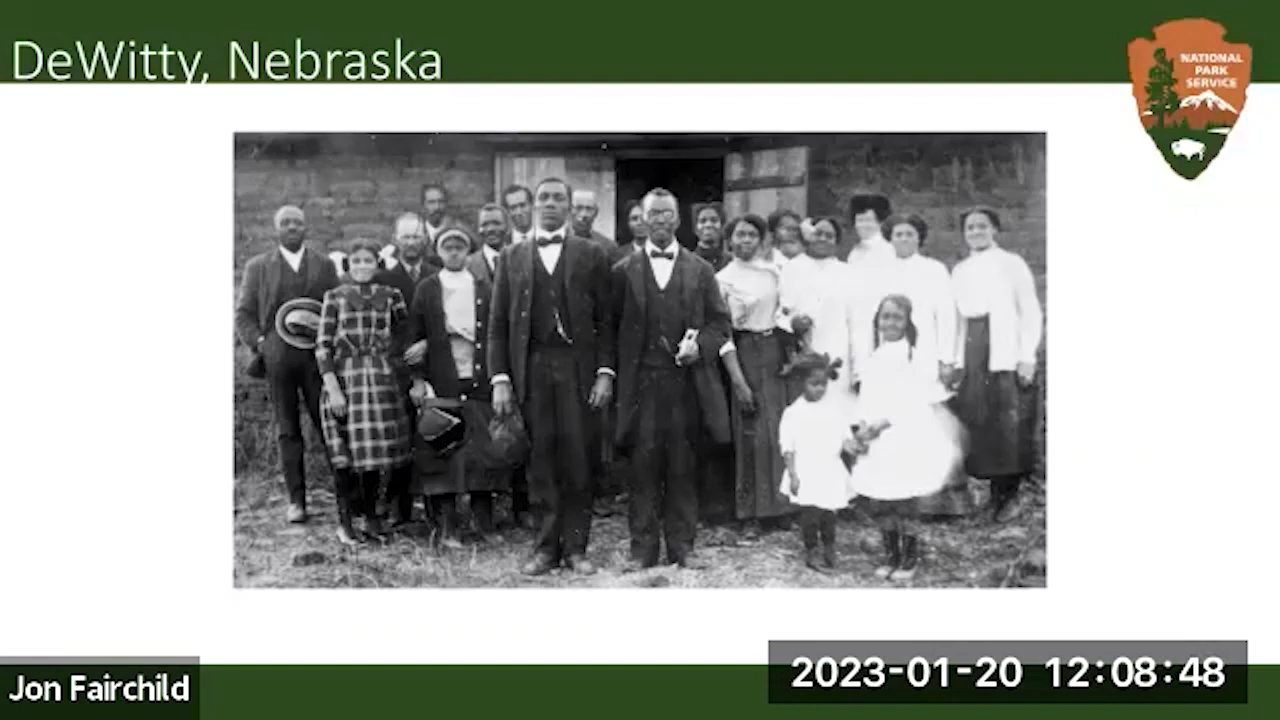 DeWitty, Nebraska
NATIONAL
PARK
SERVICE
Jon Fairchild
2023-01-20 12:08:48